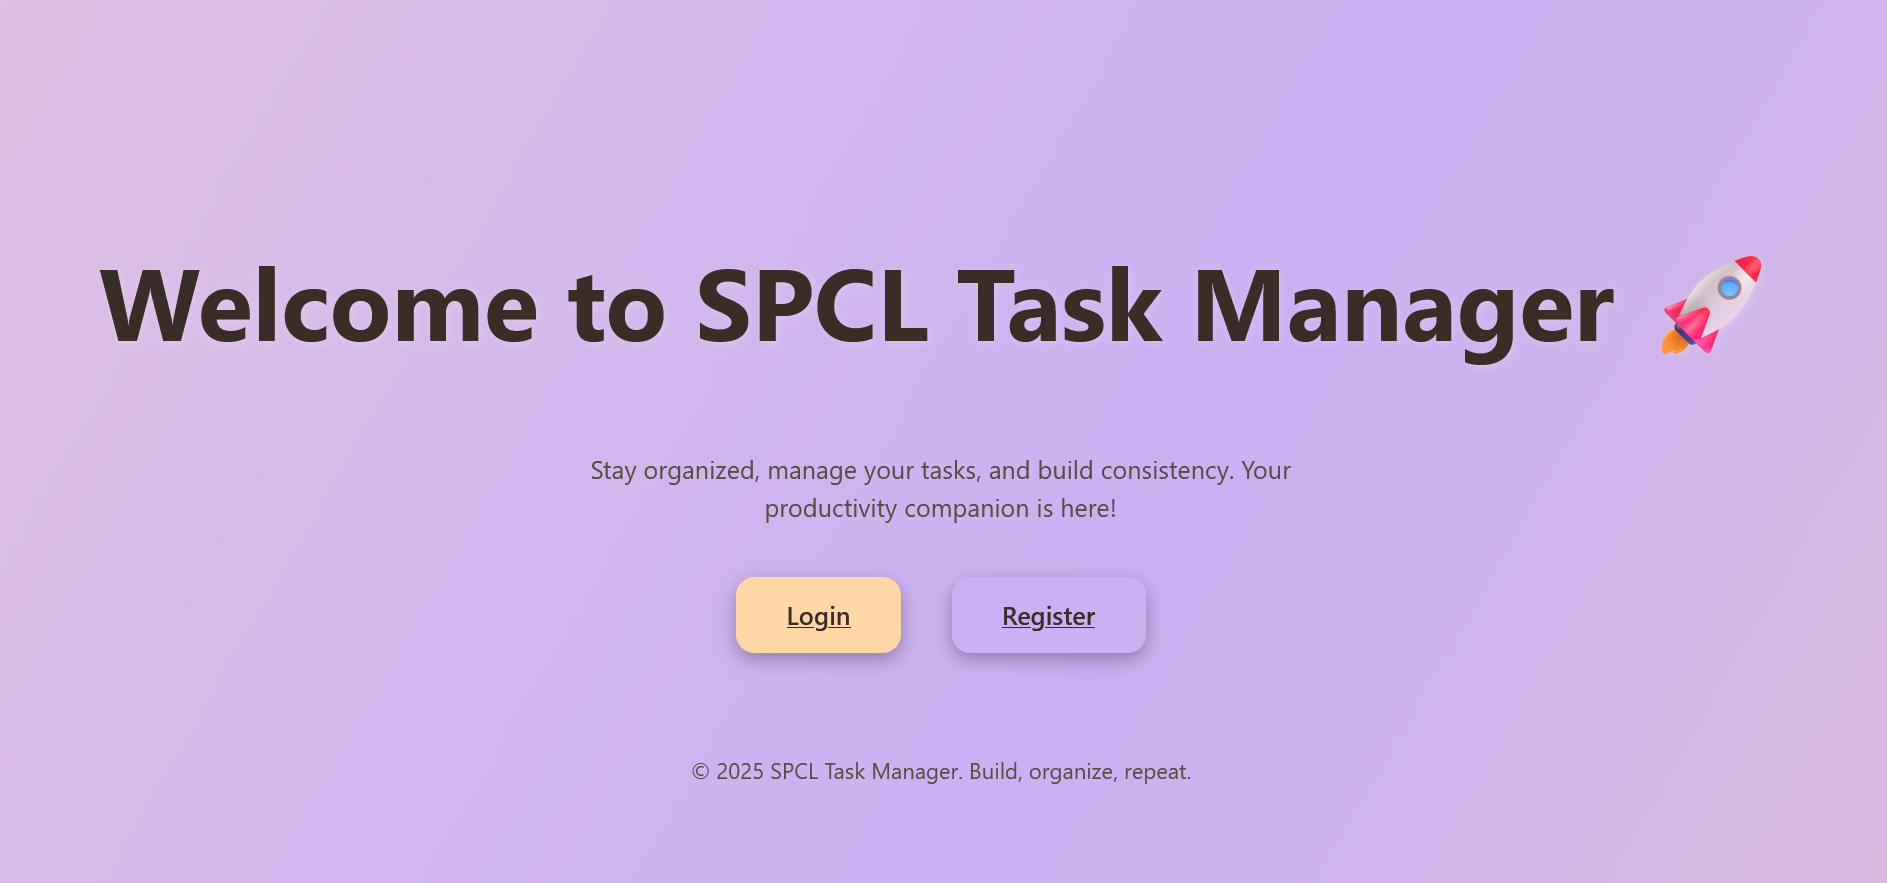 Welcome to SPCL Task Manager 🚀
Stay organized, manage your tasks, and build consistency. Your
productivity companion is here!
Login
Register
© 2025 SPCL Task Manager. Build, organize, repeat.